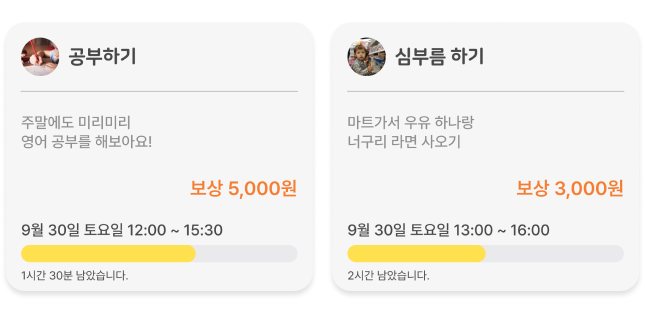 공부하기
주말에도 미리미리
영어 공부를 해보아요!
보상 5,000원
9월 30일 토요일 12:00 ~ 15:30
1시간 30분 남았습니다.
심부름 하기
마트가서 우유 하나랑
너구리 라면 사오기
보상 3,000원
9월 30일 토요일 13:00 ~ 16:00
2시간 남았습니다.